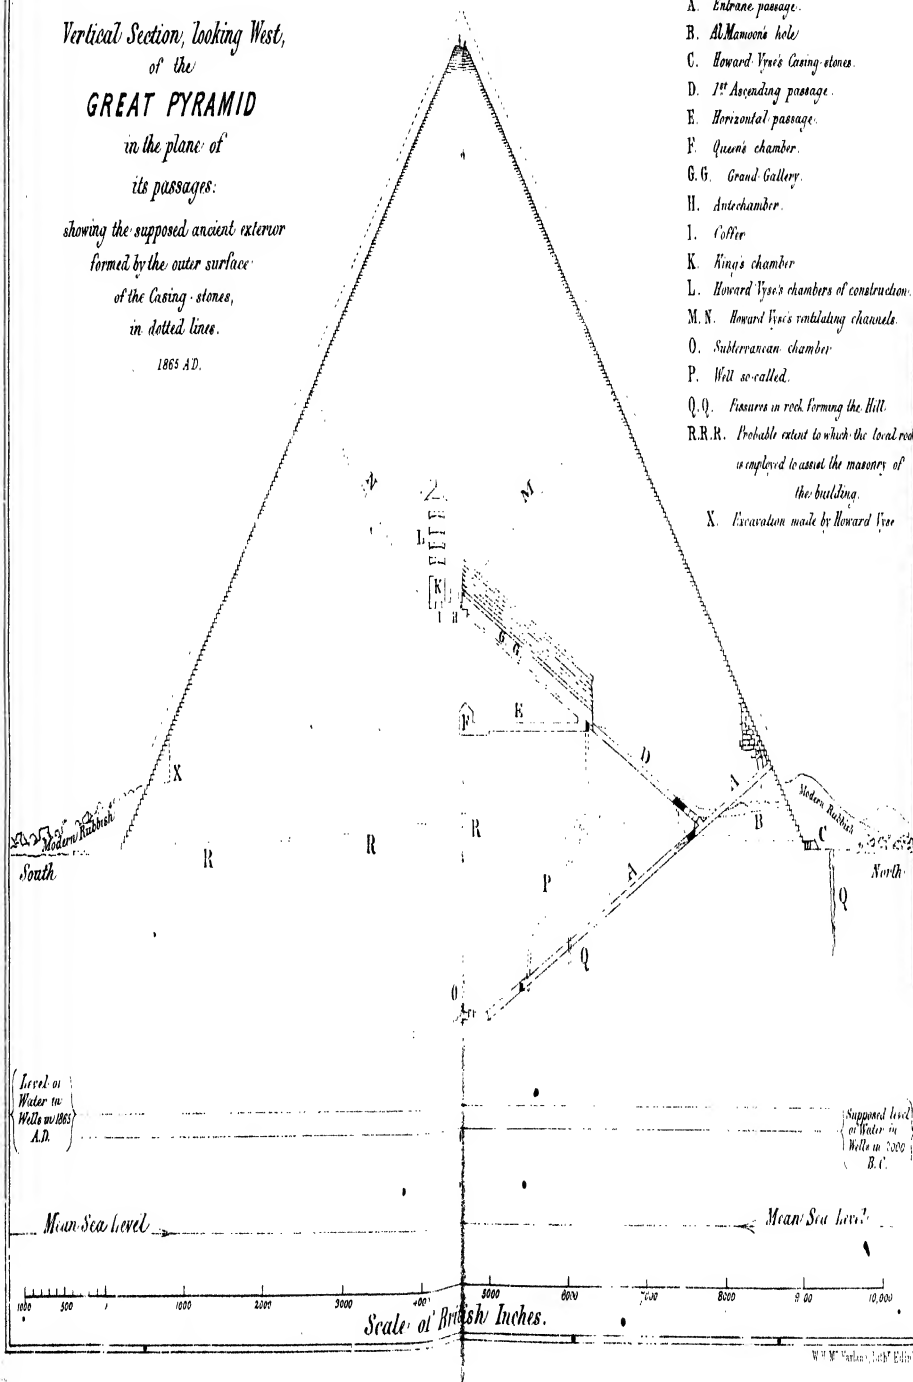 Vertical Section, looking West,
of the
GREAT PYRAMID
in the plane of
its passages:
showing the supposed ancient exterior
formed by the outer surface
of the Casing-stones,
in dotted lines.
1865 A.D.
A. Entrane passage.
B. Al Mamoon's hole
C. Howard Vyse's Casing-stones.
D. 1st Ascending passage.
E. Horizontal passage.
F. Queen's chamber.
G.G. Grand Gallery.
H. Antechamber.
I. Coffer
K. King's chamber
L. Howard Vyse's chambers of construction.
M.N. Howard Vyse's ventilating channels.
O. Subterranean chamber
P. Well so-called.
Q.Q. Fissures in rock forming the Hill.
R.R.R. Probable extent to which the local
is employed to assist the masonry of
the building.
X. Excavation made by Howard Vyse
N
M
L
K
I
G G
F
E
D
X
A
B
C
Modern Rubbish
Modern Rubbish
R
R
R
P
A
Q
Q
South
North
O
Level of
Water in
Wells in 1865
A.D.
Supposed level
of Water in
Wells in
B.C.
Mean Sea Level
Mean Sea Level
1000 500 1000 2000 3000 5000 6000 7000 8000 10,000
Scale of British Inches.